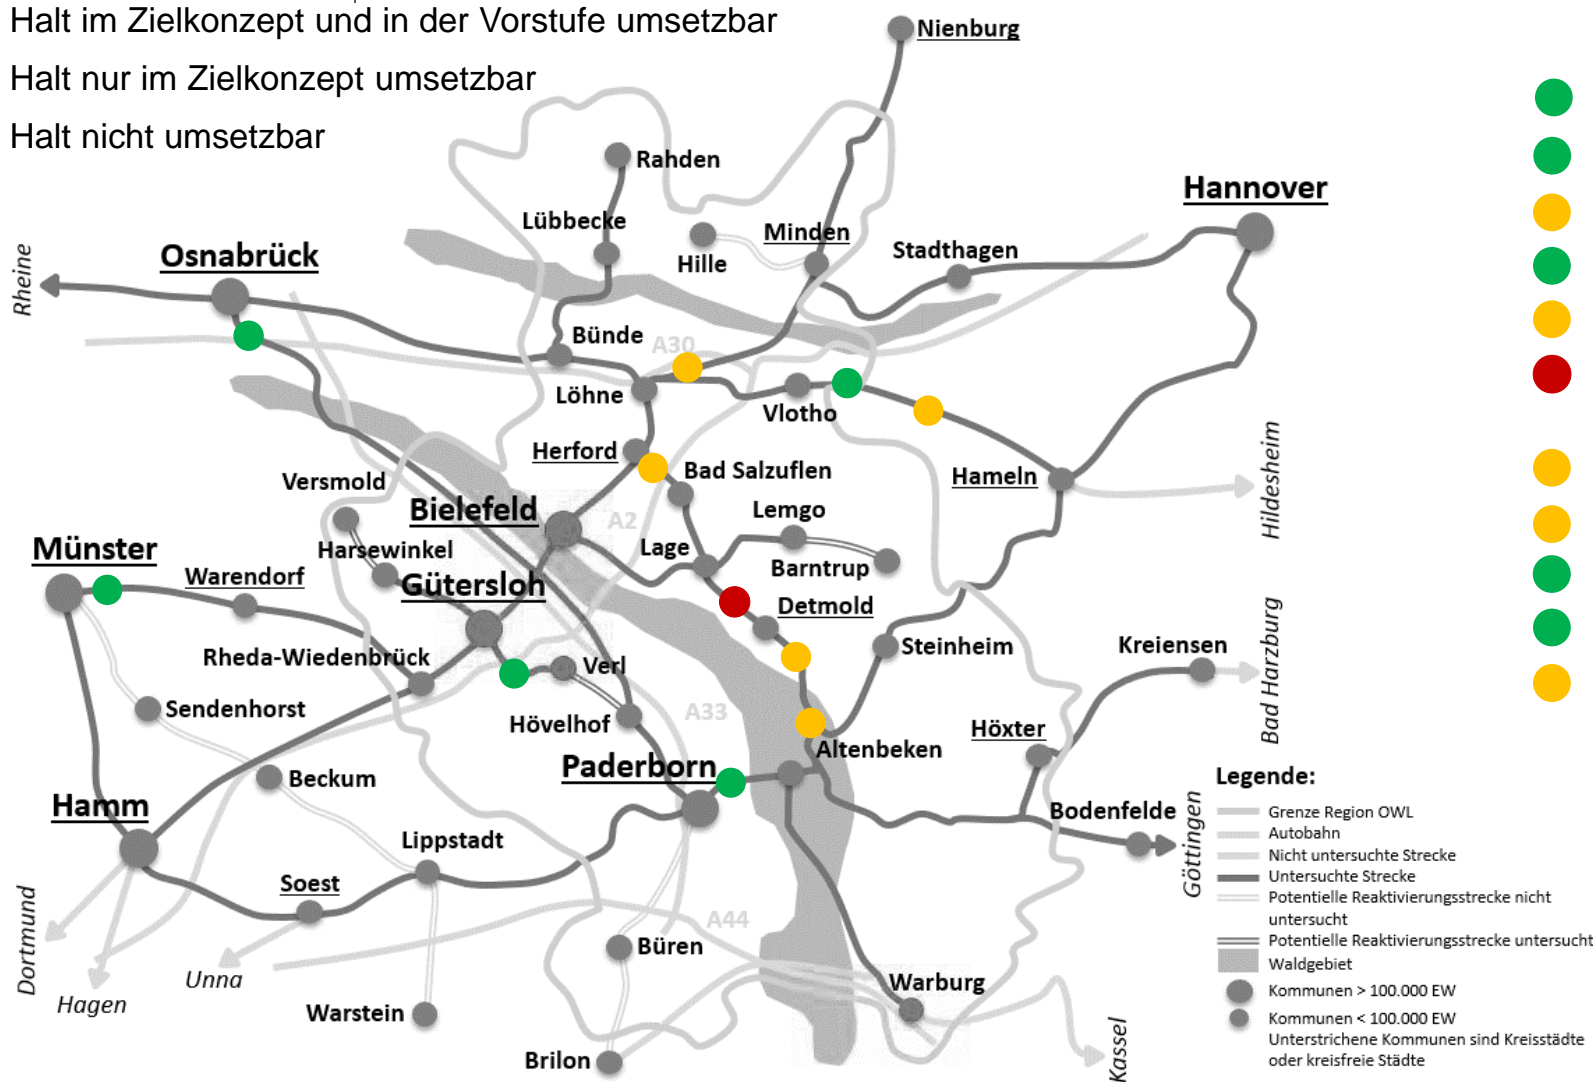 Halt im Zielkonzept und in der Vorstufe umsetzbar
Halt nur im Zielkonzept umsetzbar
Halt nicht umsetzbar
Nienburg
Rahden
Hannover
Lübbecke
Minden
Hille
Stadthagen
Osnabrück
Rheine
Bünde
A30
Löhne
Vlotho
Herford
Bad Salzuflen
Hameln
Hildesheim
Versmold
Bielefeld
A2
Lemgo
Lage
Harsewinkel
Barntrup
Münster
Warendorf
Gütersloh
Detmold
Steinheim
Kreiensen
Bad Harzburg
Rheda-Wiedenbrück
Verl
Sendenhorst
Hövelhof
A33
Altenbeken
Höxter
Paderborn
Beckum
Hamm
Lippstadt
Bodenfelde
Göttingen
Soest
Dortmund
Hagen
Unna
Büren
A44
Warstein
Warburg
Brilon
Kassel
Legende:
Grenze Region OWL
Autobahn
Nicht untersuchte Strecke
Untersuchte Strecke
Potentielle Reaktivierungsstrecke nicht
untersucht
Potentielle Reaktivierungsstrecke untersucht
Waldgebiet
Kommunen > 100.000 EW
Kommunen < 100.000 EW
Unterstrichene Kommunen sind Kreisstädte
oder kreisfreie Städte